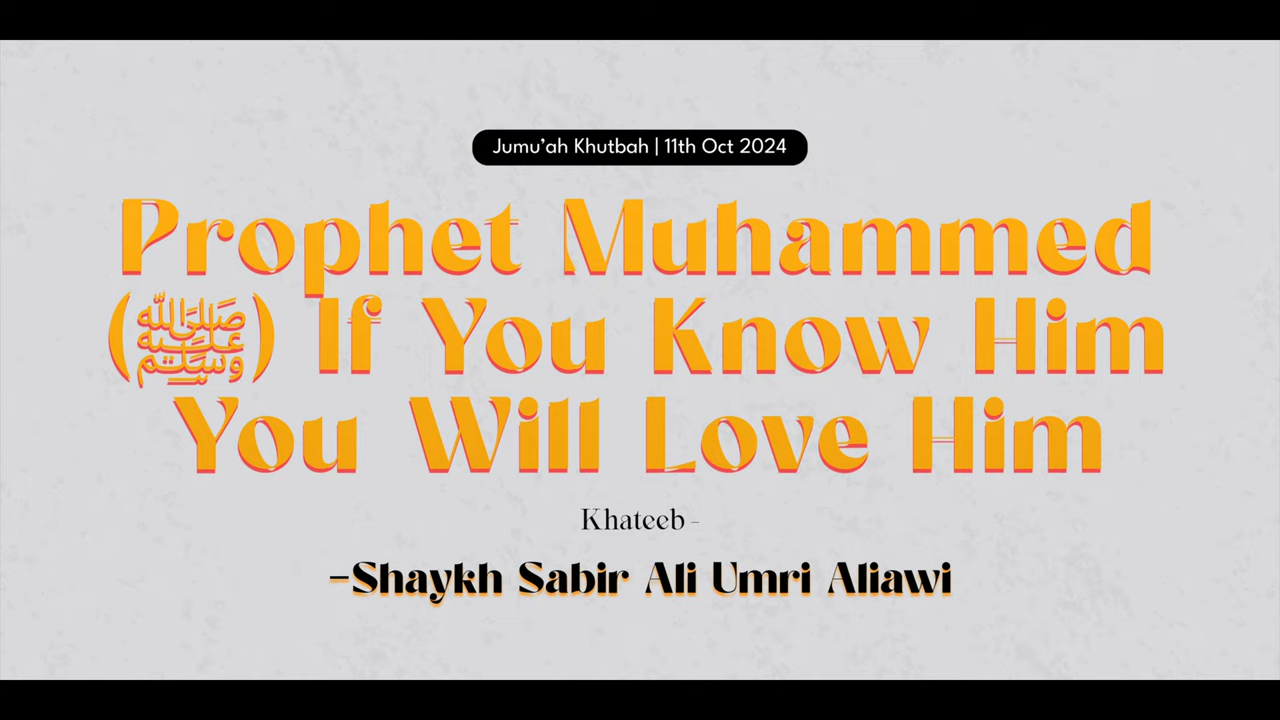 Jumu’ah Khutbah | 11th Oct 2024
Prophet Muhammed
(ﷺ) If You Know Him
You Will Love Him
Khateeb -
-Shaykh Sabir Ali Umri Aliawi